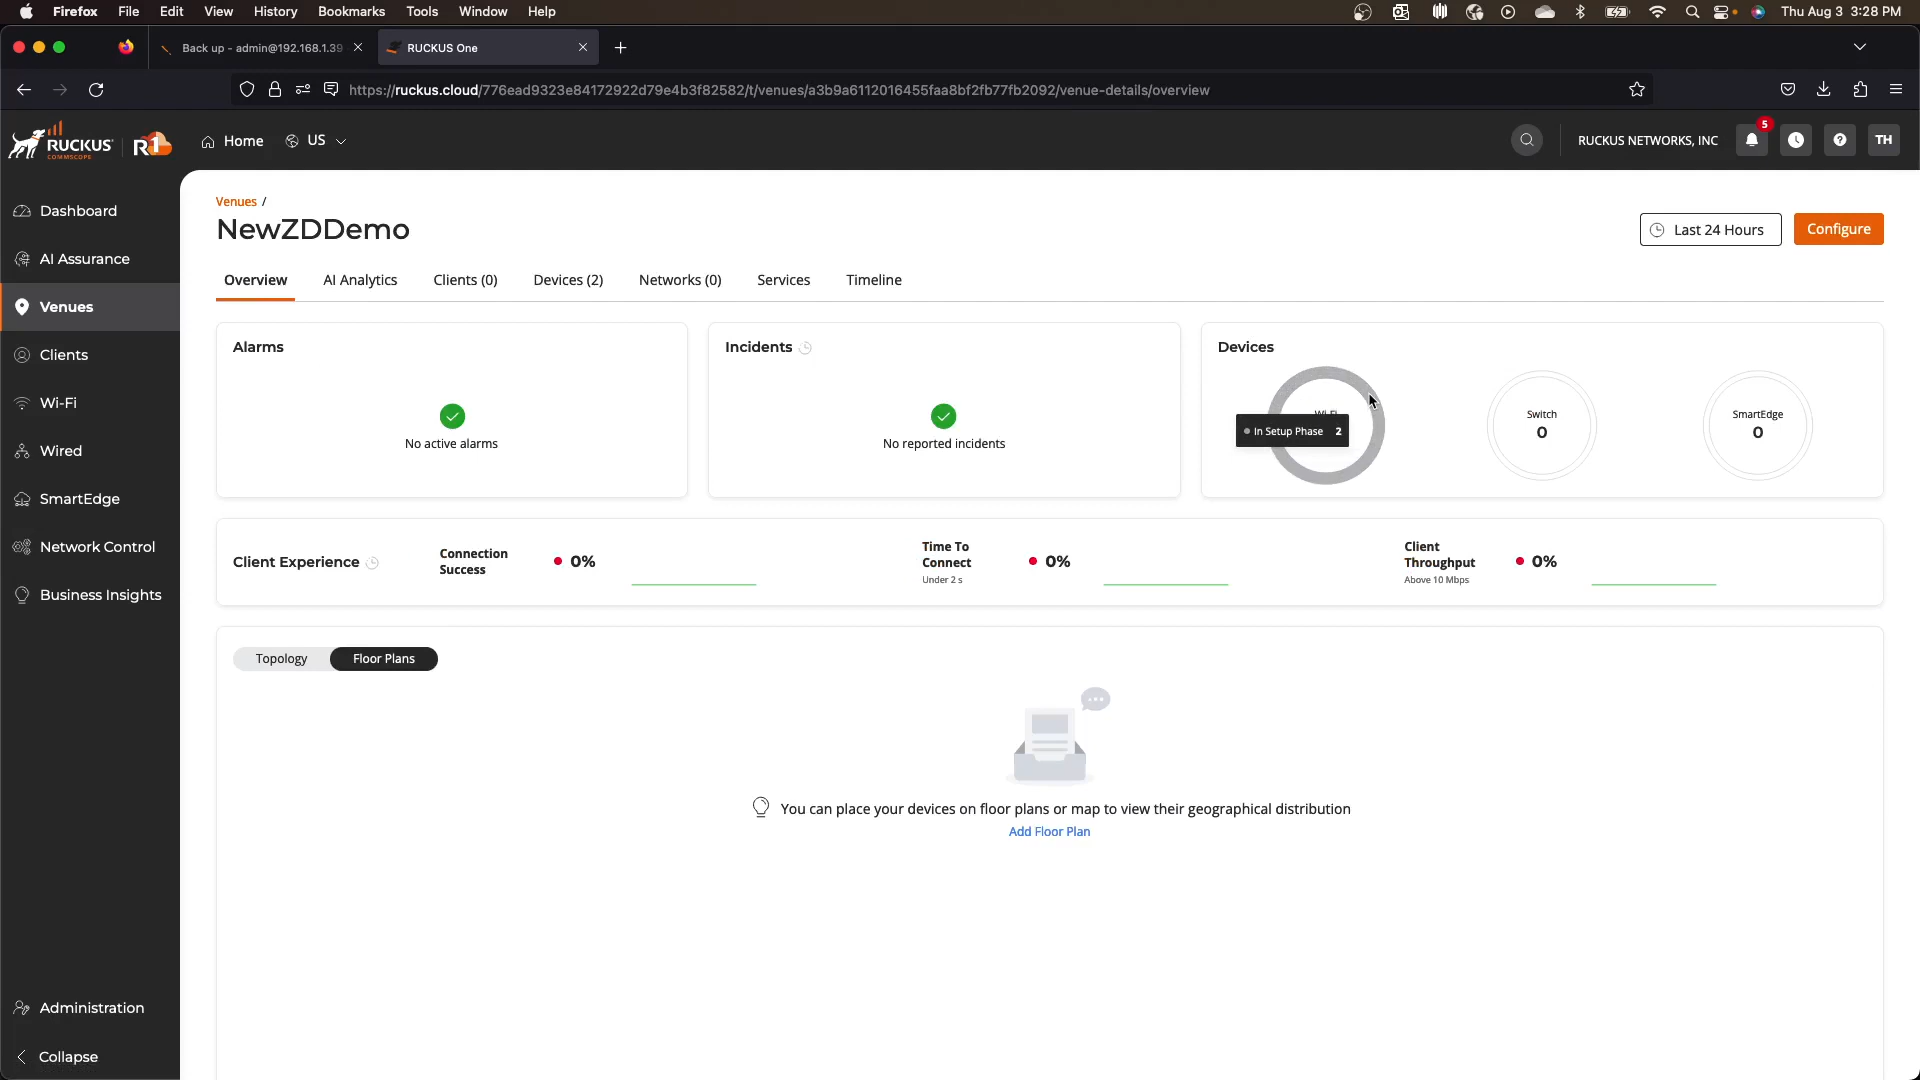 Firefox File Edit View History Bookmarks Tools Window Help Thu Aug 3 3:28 PM
Back up - admin@192.168.1.39
RUCKUS One
https://ruckus.cloud/776ead9323e84172922d79e4b3f82582/t/venues/a3b9a6112016455faa8bf2fb77fb2092/venue-details/overview
RUCKUS
COMMSCOPE
R1
Home
US
RUCKUS NETWORKS, INC
5
TH
Dashboard
AI Assurance
Venues
Clients
Wi-Fi
Wired
SmartEdge
Network Control
Business Insights
Administration
Collapse
Venues /
NewZDDemo
Last 24 Hours
Configure
Overview
AI Analytics
Clients (0)
Devices (2)
Networks (0)
Services
Timeline
Alarms
No active alarms
Incidents
No reported incidents
Devices
Wi-Fi
In Setup Phase 2
Switch
0
SmartEdge
0
Client Experience
Connection
Success
0%
Time To
Connect
Under 2 s
0%
Client
Throughput
Above 10 Mbps
0%
Topology
Floor Plans
You can place your devices on floor plans or map to view their geographical distribution
Add Floor Plan